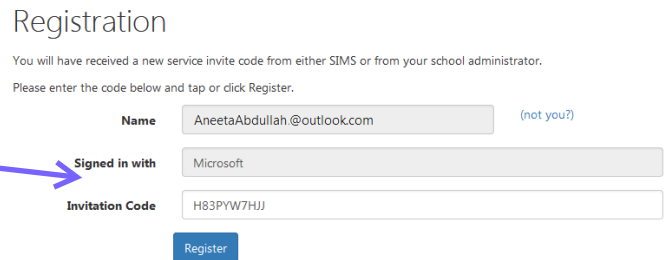 Registration
You will have received a new service invite code from either SIMS or from your school administrator.
Please enter the code below and tap or click Register.
Name AneetaAbdullah.@outlook.com (not you?)
Signed in with Microsoft
Invitation Code H83PYW7HJJ
Register